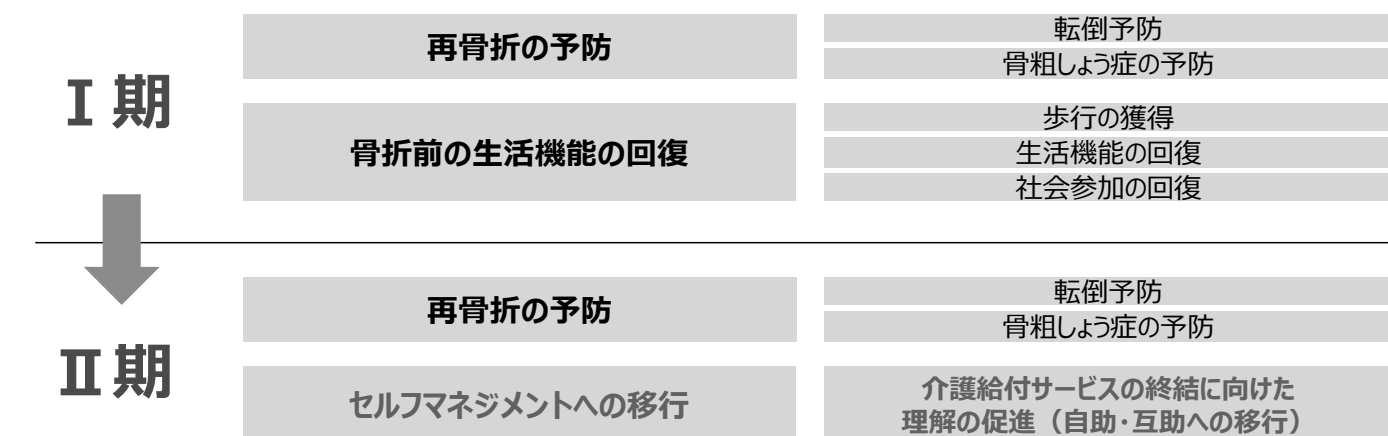 Ⅰ期
再骨折の予防
転倒予防
骨粗しょう症の予防
骨折前の生活機能の回復
歩行の獲得
生活機能の回復
社会参加の回復
Ⅱ期
再骨折の予防
転倒予防
骨粗しょう症の予防
セルフマネジメントへの移行
介護給付サービスの終結に向けた
理解の促進（自助・互助への移行）